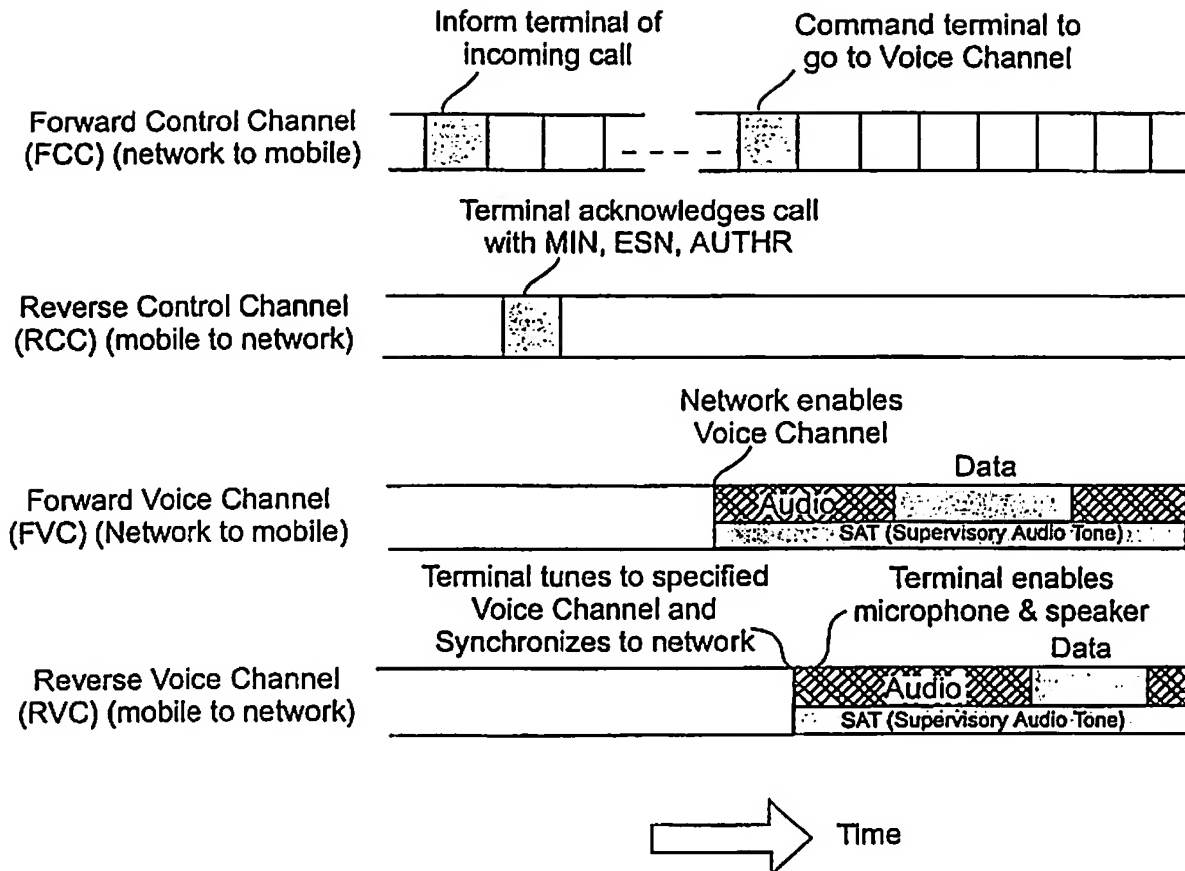 Inform terminal of
incoming call
Command terminal to
go to Voice Channel
Forward Control Channel
(FCC) (network to mobile)
Terminal acknowledges call
with MIN, ESN, AUTHR
Reverse Control Channel
(RCC) (mobile to network)
Network enables
Voice Channel
Data
Forward Voice Channel
(FVC) (Network to mobile)
Audio
SAT (Supervisory Audio Tone)
Terminal tunes to specified
Voice Channel and
Synchronizes to network
Terminal enables
microphone & speaker
Data
Reverse Voice Channel
(RVC) (mobile to network)
Audio
SAT (Supervisory Audio Tone)
Time